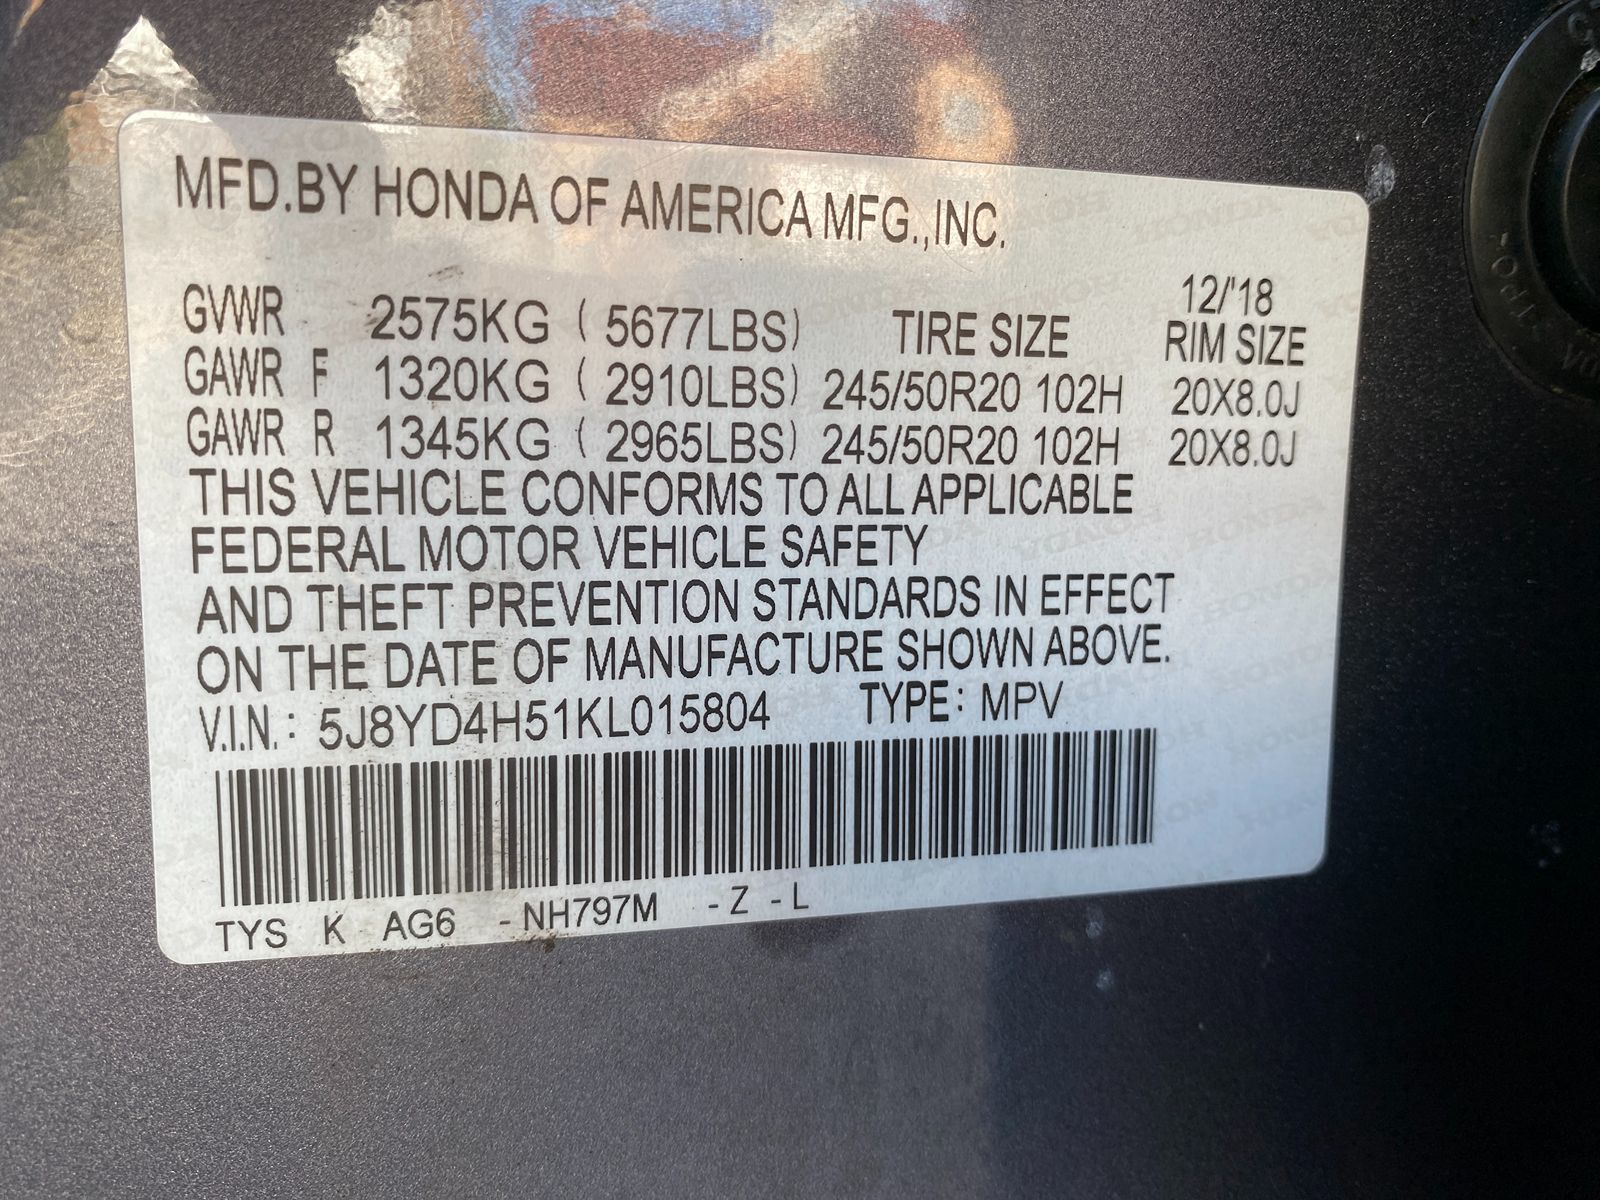 MFD.BY HONDA OF AMERICA MFG.,INC.
12/'18
GVWR 2575KG ( 5677LBS) TIRE SIZE RIM SIZE
GAWR F 1320KG ( 2910LBS) 245/50R20 102H 20X8.0J
GAWR R 1345KG ( 2965LBS) 245/50R20 102H 20X8.0J
THIS VEHICLE CONFORMS TO ALL APPLICABLE
FEDERAL MOTOR VEHICLE SAFETY
AND THEFT PREVENTION STANDARDS IN EFFECT
ON THE DATE OF MANUFACTURE SHOWN ABOVE.
V.I.N.: 5J8YD4H51KL015804 TYPE: MPV
TYS K AG6 -NH797M -Z -L